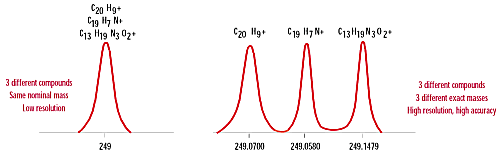 C20 H9+
C19 H7 N+
C13 H19 N3 O2+
3 different compounds
Same nominal mass
Low resolution
249
C20 H9+
C19 H7 N+
C13H19N3 O2+
3 different compounds
3 different exact masses
High resolution, high accuracy
249.0700
249.0580
249.1479